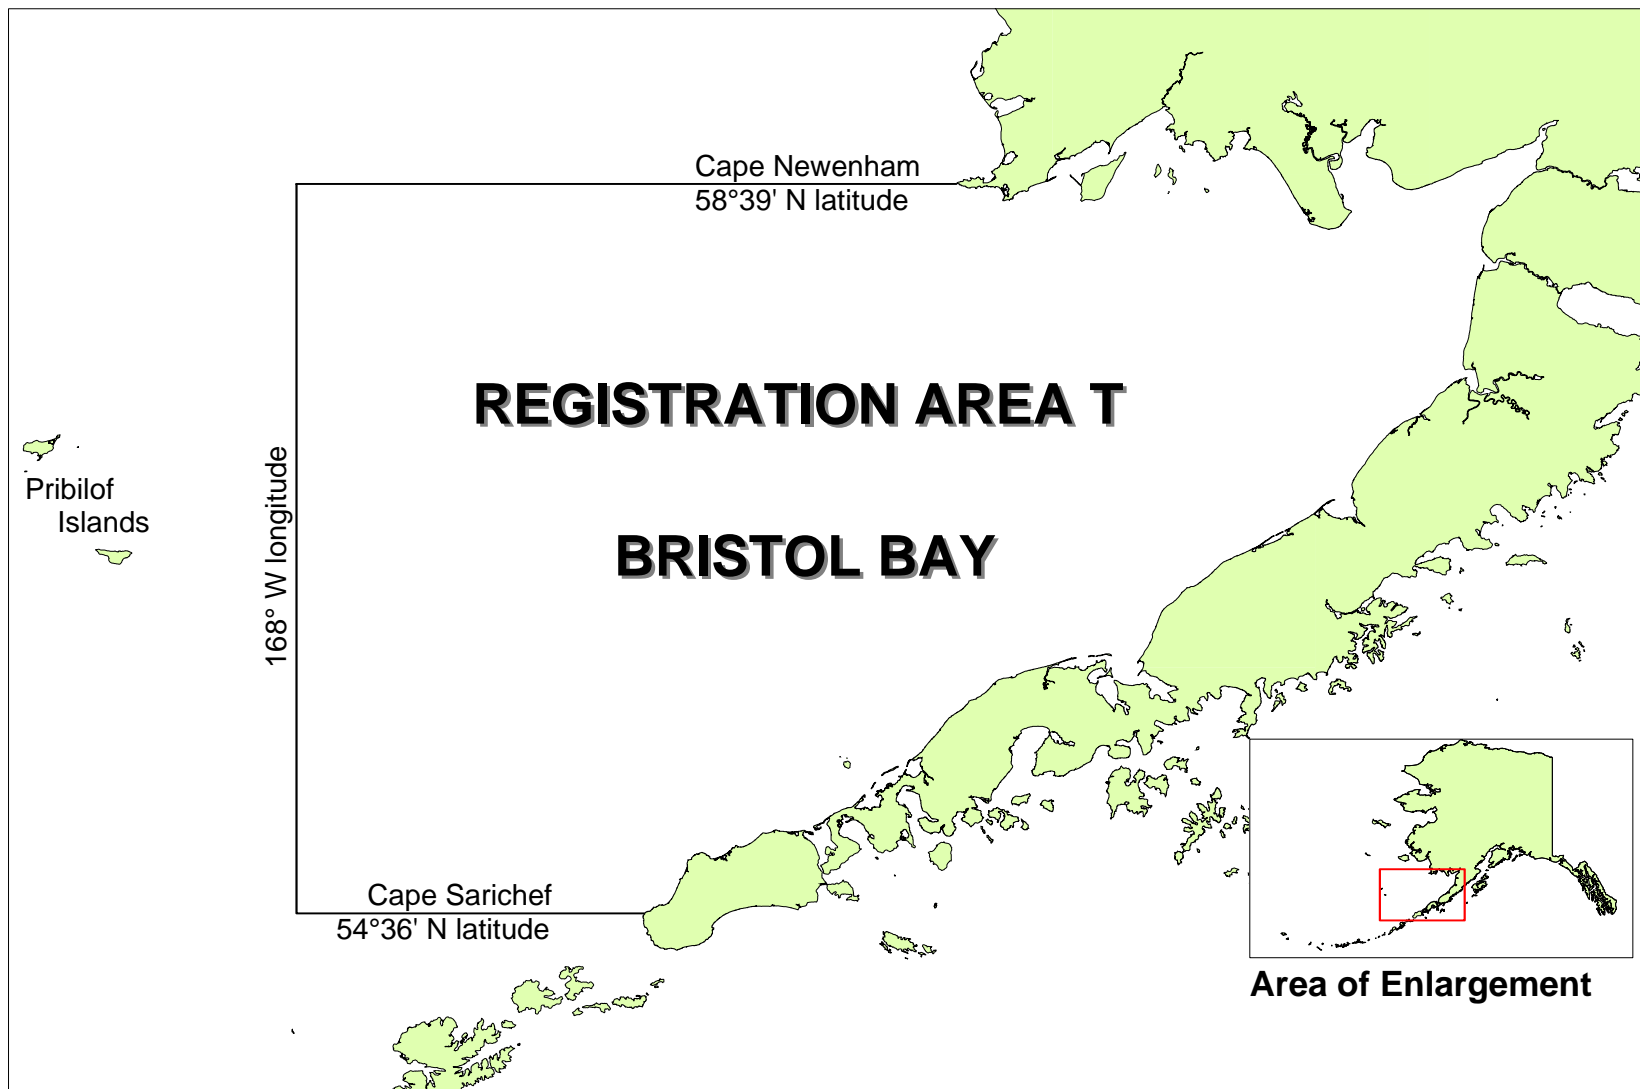 Cape Newenham
58°39' N latitude
REGISTRATION AREA T
BRISTOL BAY
Pribilof
Islands
168° W longitude
Cape Sarichef
54°36' N latitude
Area of Enlargement